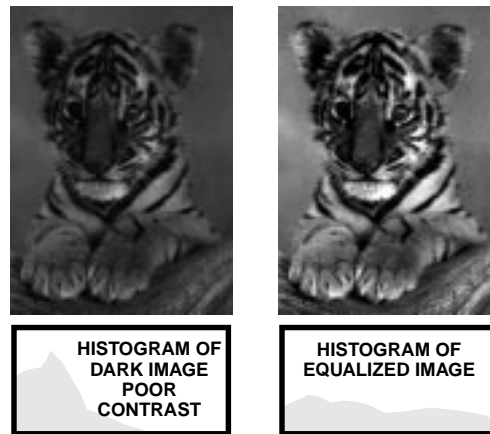 HISTOGRAM OF
DARK IMAGE
POOR
CONTRAST
HISTOGRAM OF
EQUALIZED IMAGE